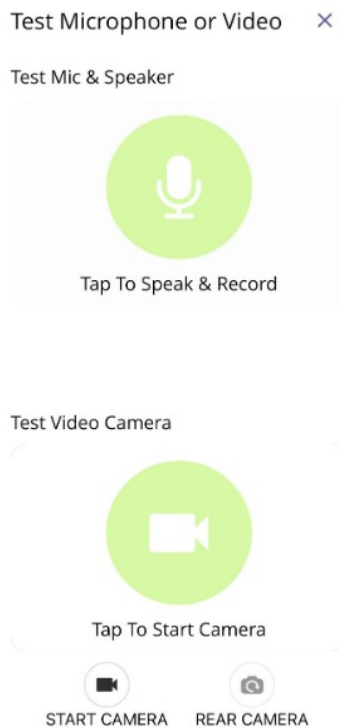 Test Microphone or Video
Test Mic & Speaker
Tap To Speak & Record
Test Video Camera
Tap To Start Camera
START CAMERA REAR CAMERA